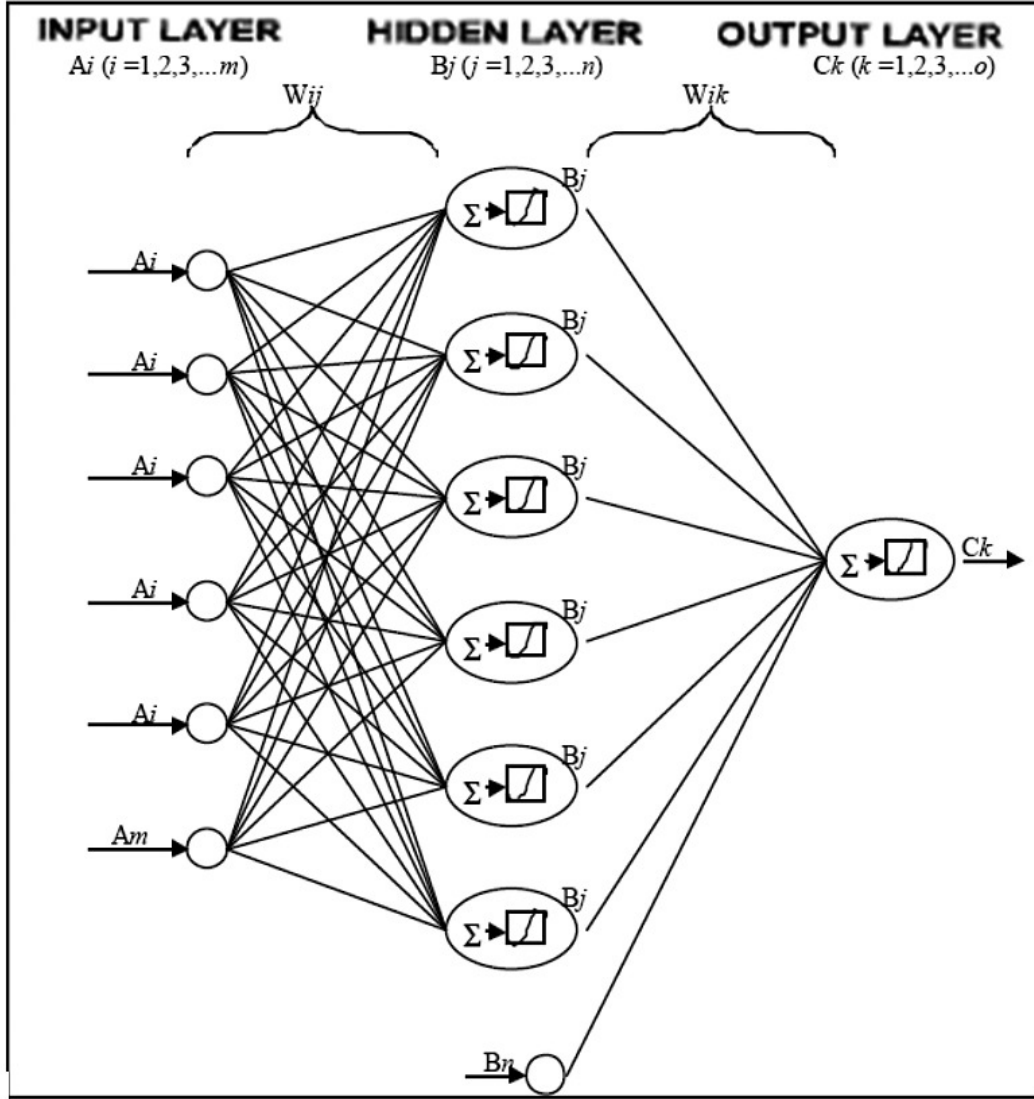 INPUT LAYER HIDDEN LAYER OUTPUT LAYER
Ai (i =1,2,3,...m) Bj (j =1,2,3,...n) Ck (k =1,2,3,...o)
Wij Wik
Bj
Σ
Ai
Bj
Σ
Ai
Ai
Bj
Σ
Ck
Σ
Ai
Bj
Σ
Ai
Bj
Σ
Am
Bj
Σ
Bn